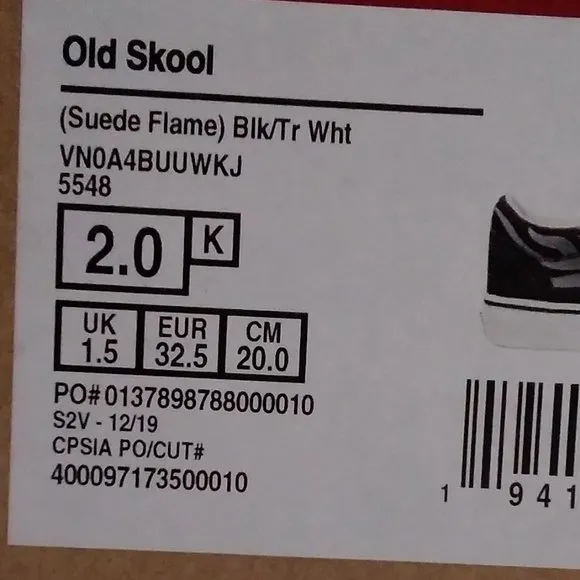 Old Skool
(Suede Flame) Blk/Tr Wht
VN0A4BUUWKJ
5548
2.0 K
UK EUR CM
1.5 32.5 20.0
PO# 0137898788000010
S2V - 12/19
CPSIA PO/CUT#
400097173500010
1 941